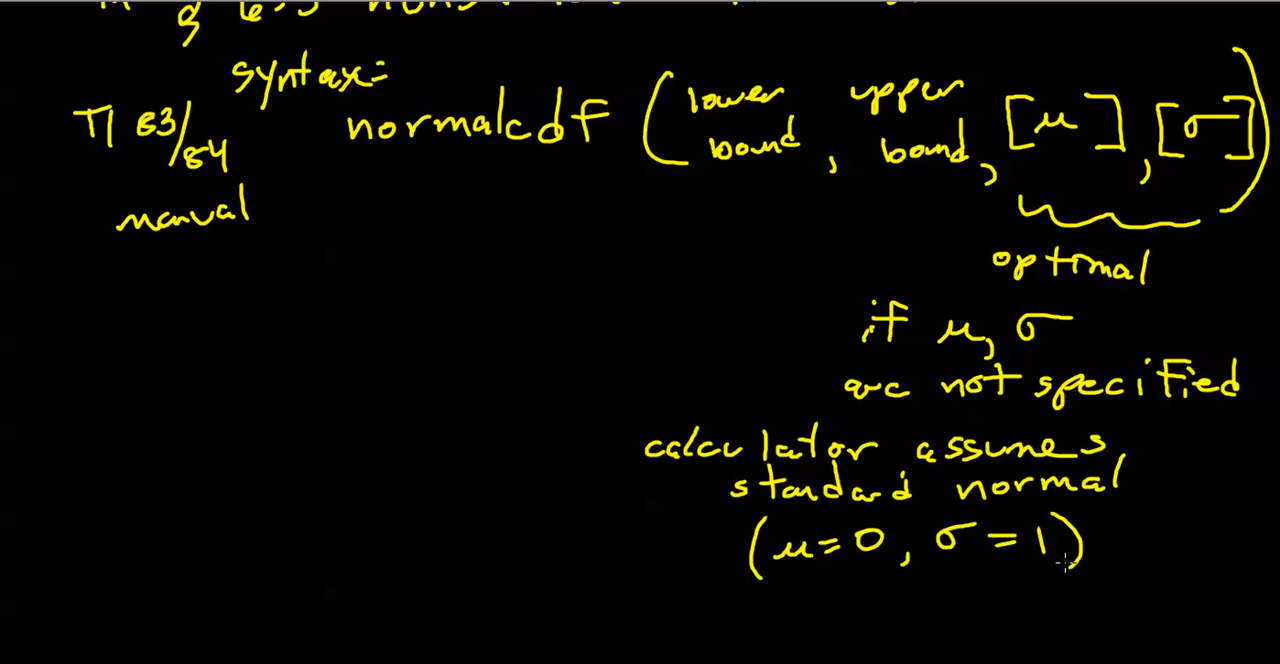 syntax=
TI 83/84 normalcdf (lower bound, upper bound, [μ], [σ])
manual
optional
if μ, σ
are not specified
calculator assumes
standard normal
(μ=0, σ=1)